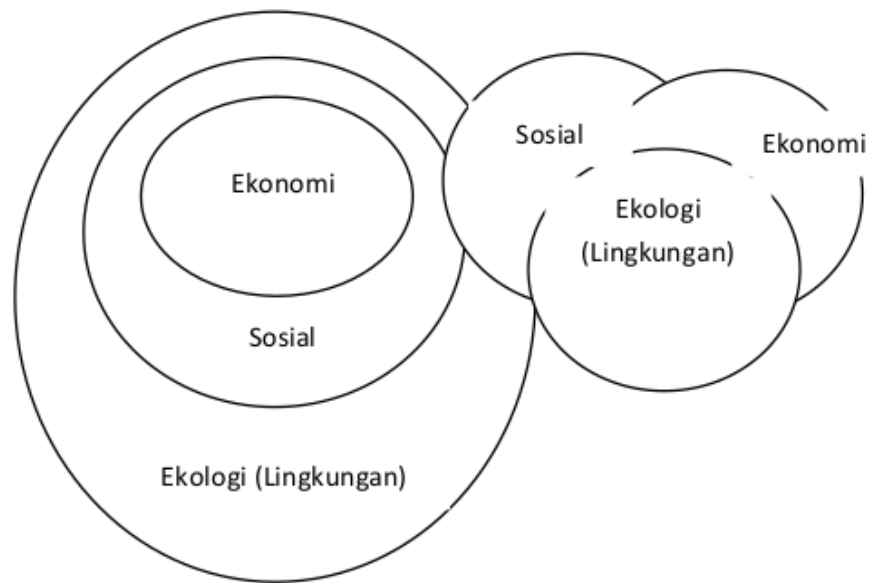 Ekonomi
Sosial
Ekologi (Lingkungan)
Sosial
Ekonomi
Ekologi
(Lingkungan)